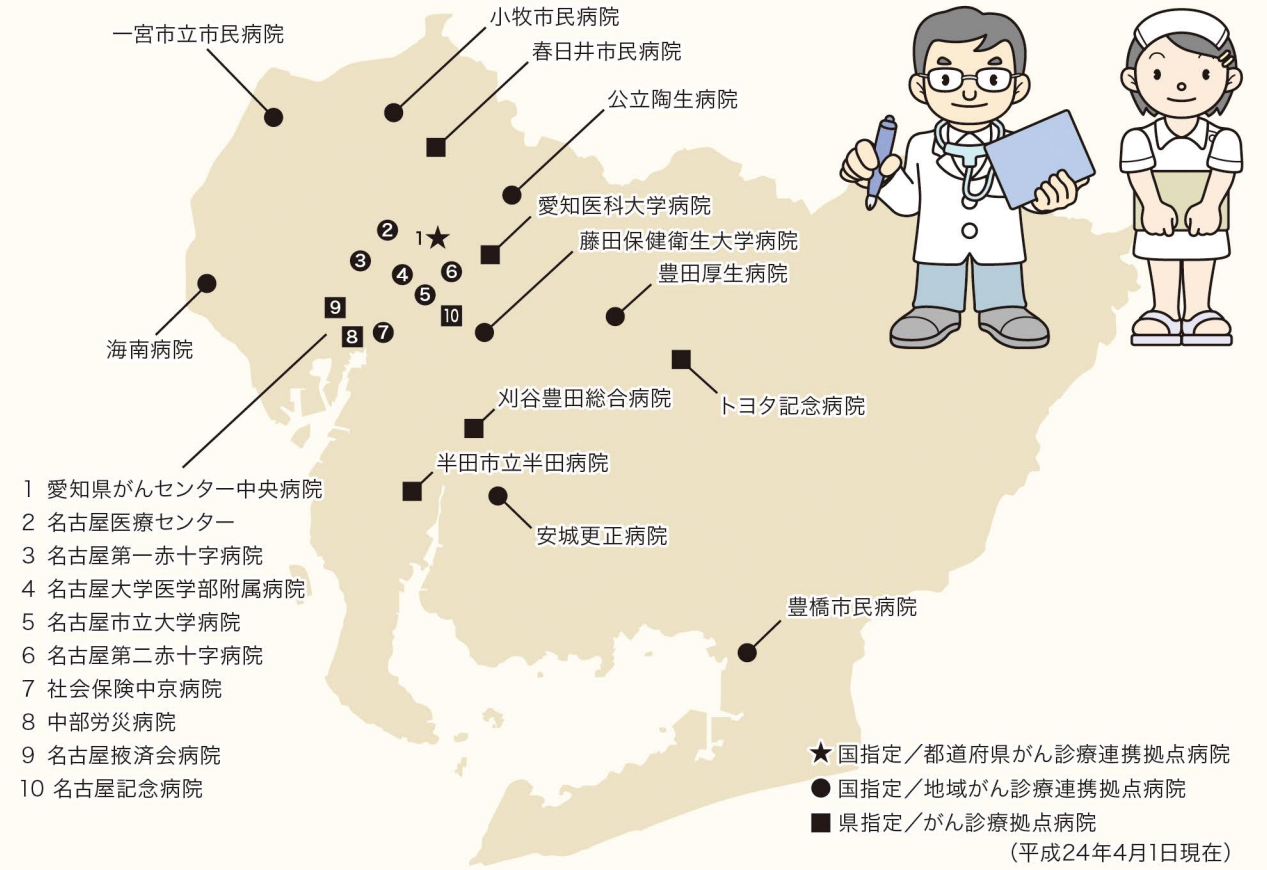 小牧市民病院
一宮市立市民病院
春日井市民病院
公立陶生病院
愛知医科大学病院
藤田保健衛生大学病院
豊田厚生病院
海南病院
トヨタ記念病院
刈谷豊田総合病院
半田市立半田病院
安城更正病院
豊橋市民病院
1
2
3
4
5
6
7
8
9
10
1 愛知県がんセンター中央病院
2 名古屋医療センター
3 名古屋第一赤十字病院
4 名古屋大学医学部附属病院
5 名古屋市立大学病院
6 名古屋第二赤十字病院
7 社会保険中京病院
8 中部労災病院
9 名古屋掖済会病院
10 名古屋記念病院
★ 国指定/都道府県がん診療連携拠点病院
● 国指定/地域がん診療連携拠点病院
■ 県指定/がん診療拠点病院
(平成24年4月1日現在)